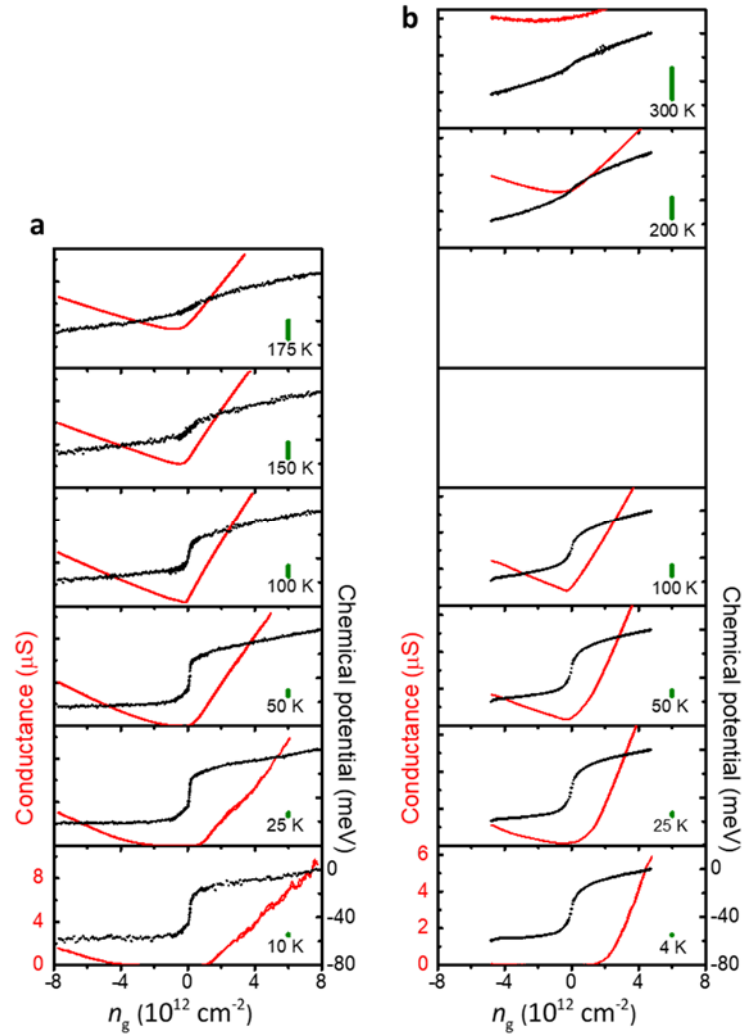 b
300 K
200 K
a
175 K
150 K
100 K
100 K
50 K
50 K
25 K
25 K
10 K
4 K
Conductance (μS)
Chemical potential (meV)
Conductance (μS)
Chemical potential (meV)
8
4
0
0
-40
-80
6
4
2
0
0
-40
-80
-8 -4 0 4 8
-8 -4 0 4 8
n_g (10¹² cm⁻²)
n_g (10¹² cm⁻²)